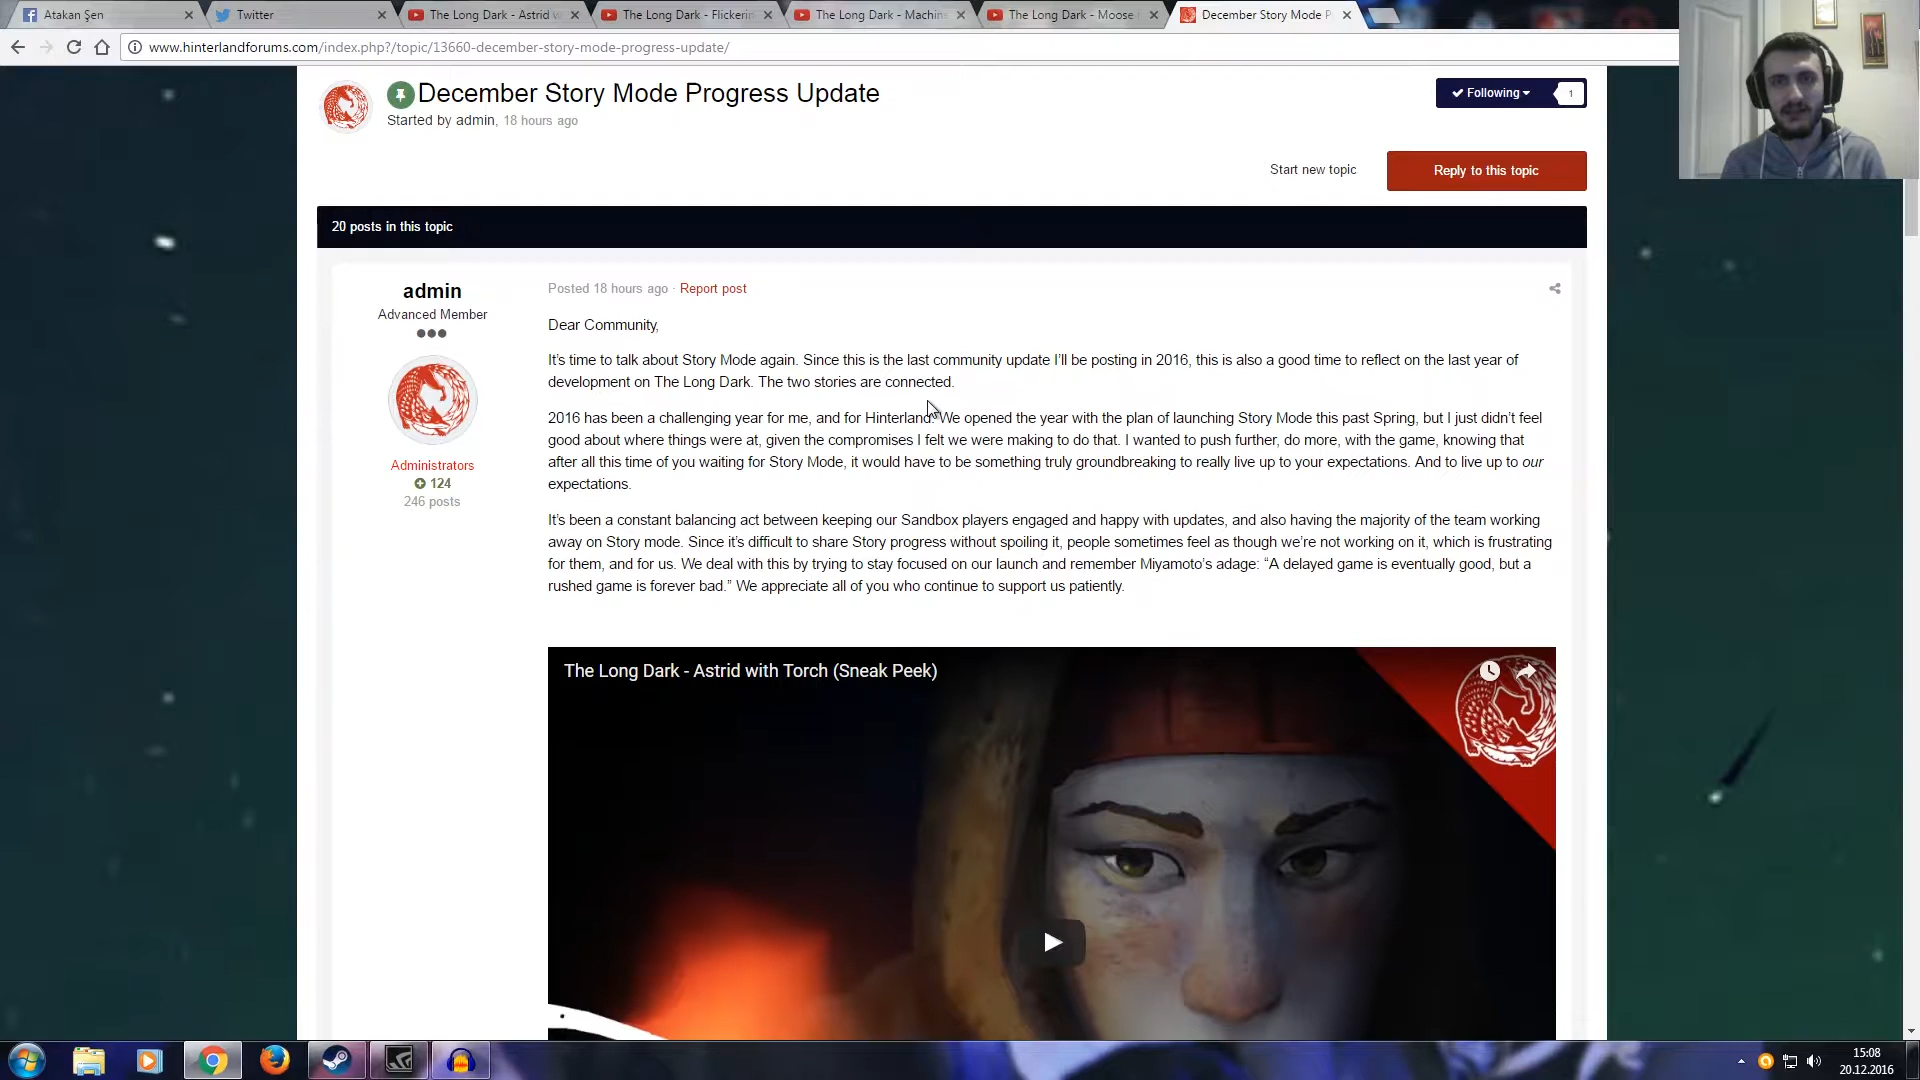 Atakan Şen
Twitter
The Long Dark - Astrid w
The Long Dark - Flickerin
The Long Dark - Machin
The Long Dark - Moose
December Story Mode P
www.hinterlandforums.com/index.php?/topic/13660-december-story-mode-progress-update/
December Story Mode Progress Update
Started by admin, 18 hours ago
Following
1
Start new topic
Reply to this topic
20 posts in this topic
admin
Advanced Member
Administrators
124
246 posts
Posted 18 hours ago · Report post
Dear Community,
It's time to talk about Story Mode again. Since this is the last community update I'll be posting in 2016, this is also a good time to reflect on the last year of
development on The Long Dark. The two stories are connected.
2016 has been a challenging year for me, and for Hinterland. We opened the year with the plan of launching Story Mode this past Spring, but I just didn't feel
good about where things were at, given the compromises I felt we were making to do that. I wanted to push further, do more, with the game, knowing that
after all this time of you waiting for Story Mode, it would have to be something truly groundbreaking to really live up to your expectations. And to live up to our
expectations.
It's been a constant balancing act between keeping our Sandbox players engaged and happy with updates, and also having the majority of the team working
away on Story mode. Since it's difficult to share Story progress without spoiling it, people sometimes feel as though we're not working on it, which is frustrating
for them, and for us. We deal with this by trying to stay focused on our launch and remember Miyamoto's adage: “A delayed game is eventually good, but a
rushed game is forever bad.” We appreciate all of you who continue to support us patiently.
The Long Dark - Astrid with Torch (Sneak Peek)
15:08
20.12.2016